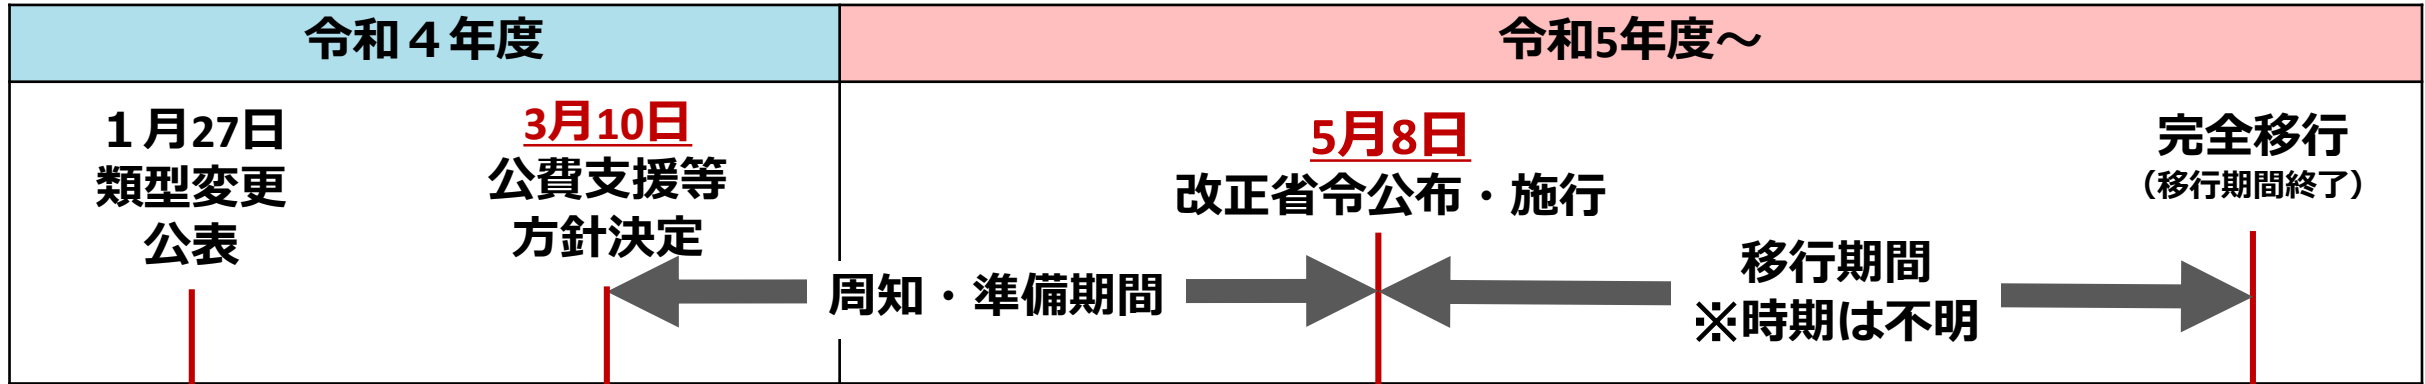 令和４年度
令和5年度～
１月27日
類型変更
公表
3月10日
公費支援等
方針決定
周知・準備期間
5月8日
改正省令公布・施行
移行期間
※時期は不明
完全移行
（移行期間終了）